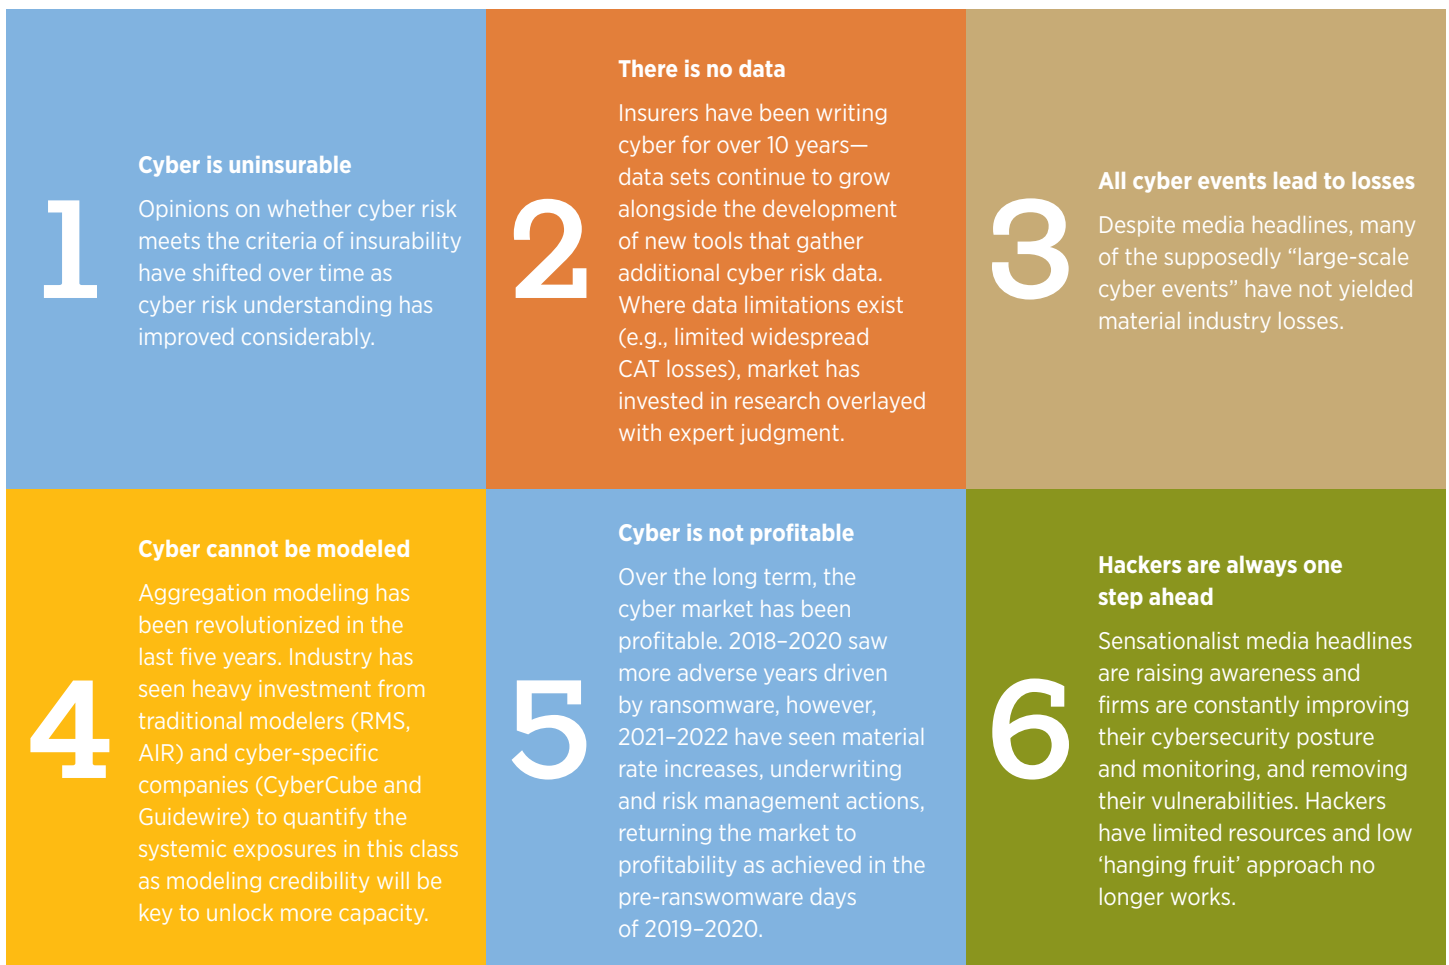 1
Cyber is uninsurable
Opinions on whether cyber risk
meets the criteria of insurability
have shifted over time as
cyber risk understanding has
improved considerably.
2
There is no data
Insurers have been writing
cyber for over 10 years—
data sets continue to grow
alongside the development
of new tools that gather
additional cyber risk data.
Where data limitations exist
(e.g., limited widespread
CAT losses), market has
invested in research overlayed
with expert judgment.
3
All cyber events lead to losses
Despite media headlines, many
of the supposedly “large-scale
cyber events” have not yielded
material industry losses.
4
Cyber cannot be modeled
Aggregation modeling has
been revolutionized in the
last five years. Industry has
seen heavy investment from
traditional modelers (RMS,
AIR) and cyber-specific
companies (CyberCube and
Guidewire) to quantify the
systemic exposures in this class
as modeling credibility will be
key to unlock more capacity.
5
Cyber is not profitable
Over the long term, the
cyber market has been
profitable. 2018–2020 saw
more adverse years driven
by ransomware, however,
2021–2022 have seen material
rate increases, underwriting
and risk management actions,
returning the market to
profitability as achieved in the
pre-ranswomware days
of 2019–2020.
6
Hackers are always one
step ahead
Sensationalist media headlines
are raising awareness and
firms are constantly improving
their cybersecurity posture
and monitoring, and removing
their vulnerabilities. Hackers
have limited resources and low
‘hanging fruit’ approach no
longer works.